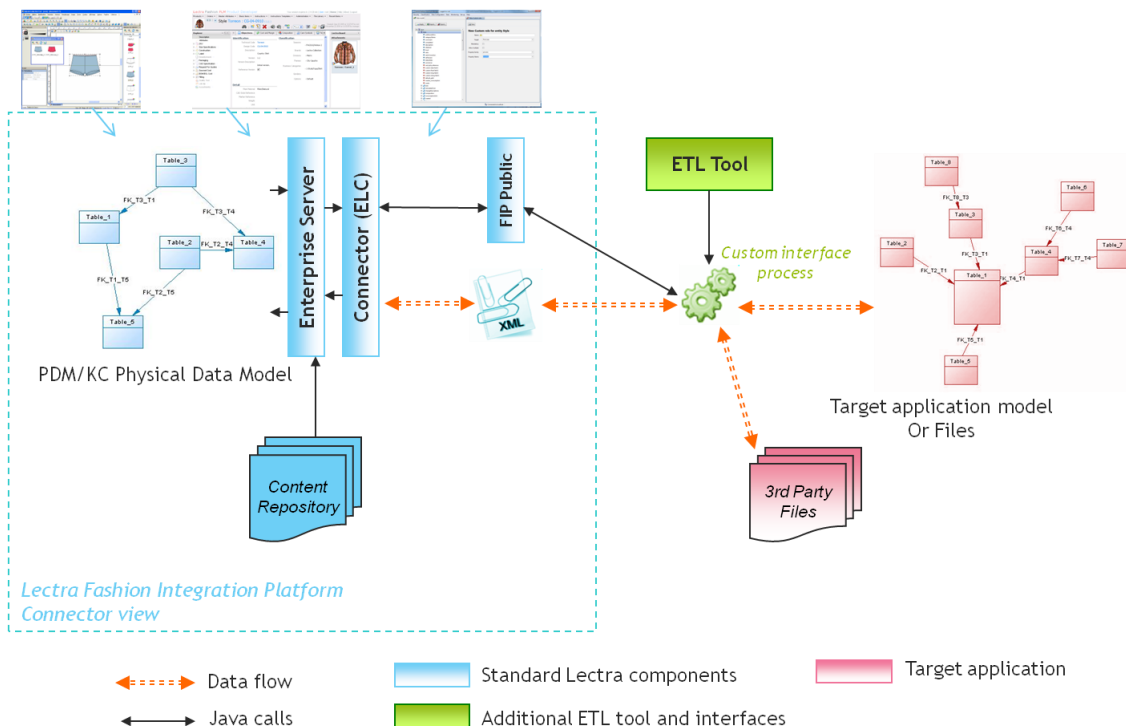 Table_3
FK_T3_T1
FK_T3_T4
Table_1
Table_2
FK_T2_T4
Table_4
FK_T1_T5
FK_T2_T5
Table_5
PDM/KC Physical Data Model
Enterprise Server
Connector (ELC)
FIP Public
XML
Content
Repository
Lectra Fashion Integration Platform
Connector view
ETL Tool
Custom interface
process
3rd Party
Files
Table_8
FK_T8_T3
Table_3
Table_6
FK_T3_T1
FK_T6_T4
Table_2
Table_4
Table_7
FK_T7_T4
FK_T2_T1
Table_1
FK_T4_T1
FK_T5_T1
Table_5
Target application model
Or Files
Data flow
Java calls
Standard Lectra components
Additional ETL tool and interfaces
Target application